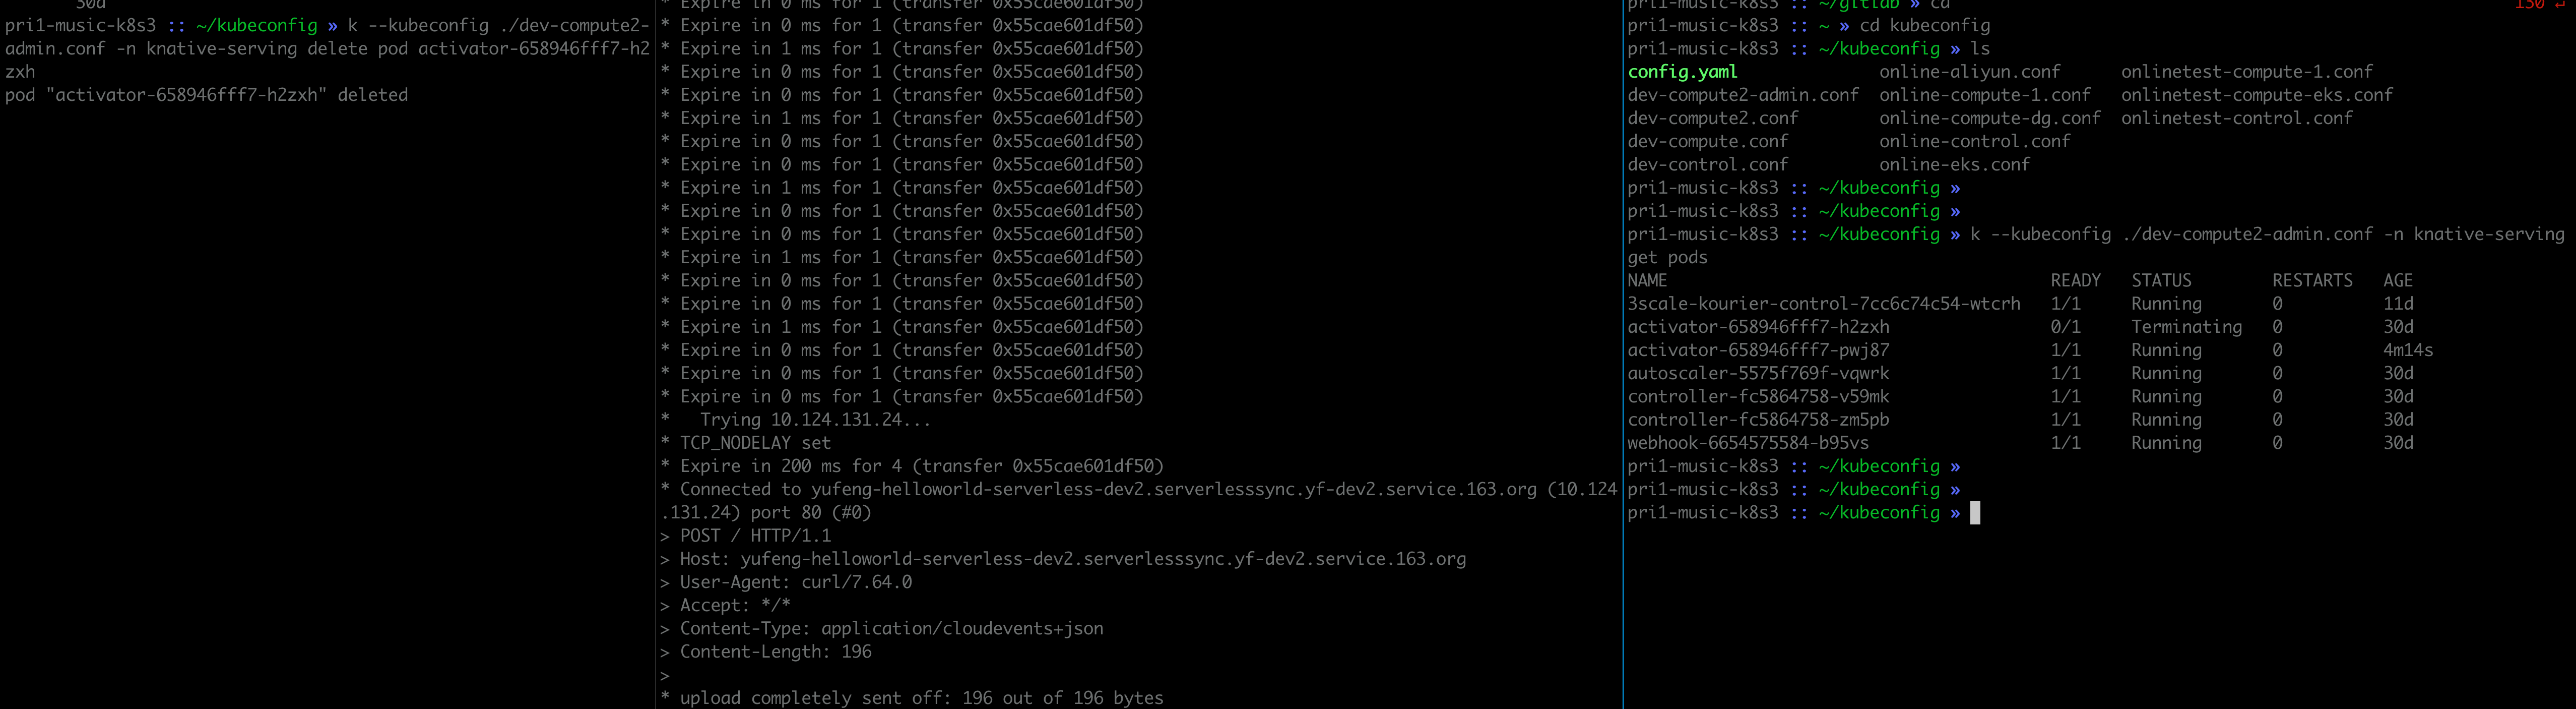 30d
pri1-music-k8s3 :: ~/kubeconfig » k --kubeconfig ./dev-compute2-
admin.conf -n knative-serving delete pod activator-658946fff7-h2
zxh
pod "activator-658946fff7-h2zxh" deleted
* Expire in 0 ms for 1 (transfer 0x55cae601df50)
* Expire in 0 ms for 1 (transfer 0x55cae601df50)
* Expire in 1 ms for 1 (transfer 0x55cae601df50)
* Expire in 0 ms for 1 (transfer 0x55cae601df50)
* Expire in 0 ms for 1 (transfer 0x55cae601df50)
* Expire in 1 ms for 1 (transfer 0x55cae601df50)
* Expire in 0 ms for 1 (transfer 0x55cae601df50)
* Expire in 0 ms for 1 (transfer 0x55cae601df50)
* Expire in 1 ms for 1 (transfer 0x55cae601df50)
* Expire in 0 ms for 1 (transfer 0x55cae601df50)
* Expire in 0 ms for 1 (transfer 0x55cae601df50)
* Expire in 1 ms for 1 (transfer 0x55cae601df50)
* Expire in 0 ms for 1 (transfer 0x55cae601df50)
* Expire in 0 ms for 1 (transfer 0x55cae601df50)
* Expire in 1 ms for 1 (transfer 0x55cae601df50)
* Expire in 0 ms for 1 (transfer 0x55cae601df50)
* Expire in 0 ms for 1 (transfer 0x55cae601df50)
* Expire in 0 ms for 1 (transfer 0x55cae601df50)
*   Trying 10.124.131.24...
* TCP_NODELAY set
* Expire in 200 ms for 4 (transfer 0x55cae601df50)
* Connected to yufeng-helloworld-serverless-dev2.serverlesssync.yf-dev2.service.163.org (10.124
.131.24) port 80 (#0)
> POST / HTTP/1.1
> Host: yufeng-helloworld-serverless-dev2.serverlesssync.yf-dev2.service.163.org
> User-Agent: curl/7.64.0
> Accept: */*
> Content-Type: application/cloudevents+json
> Content-Length: 196
>
* upload completely sent off: 196 out of 196 bytes
pri1-music-k8s3 :: ~/gitlab » cd 130 ↵
pri1-music-k8s3 :: ~ » cd kubeconfig
pri1-music-k8s3 :: ~/kubeconfig » ls
config.yaml online-aliyun.conf onlinetest-compute-1.conf
dev-compute2-admin.conf online-compute-1.conf onlinetest-compute-eks.conf
dev-compute2.conf online-compute-dg.conf onlinetest-control.conf
dev-compute.conf online-control.conf
dev-control.conf online-eks.conf
pri1-music-k8s3 :: ~/kubeconfig »
pri1-music-k8s3 :: ~/kubeconfig »
pri1-music-k8s3 :: ~/kubeconfig » k --kubeconfig ./dev-compute2-admin.conf -n knative-serving
get pods
NAME READY STATUS RESTARTS AGE
3scale-kourier-control-7cc6c74c54-wtcrh 1/1 Running 0 11d
activator-658946fff7-h2zxh 0/1 Terminating 0 30d
activator-658946fff7-pwj87 1/1 Running 0 4m14s
autoscaler-5575f769f-vqwrk 1/1 Running 0 30d
controller-fc5864758-v59mk 1/1 Running 0 30d
controller-fc5864758-zm5pb 1/1 Running 0 30d
webhook-6654575584-b95vs 1/1 Running 0 30d
pri1-music-k8s3 :: ~/kubeconfig »
pri1-music-k8s3 :: ~/kubeconfig »
pri1-music-k8s3 :: ~/kubeconfig »